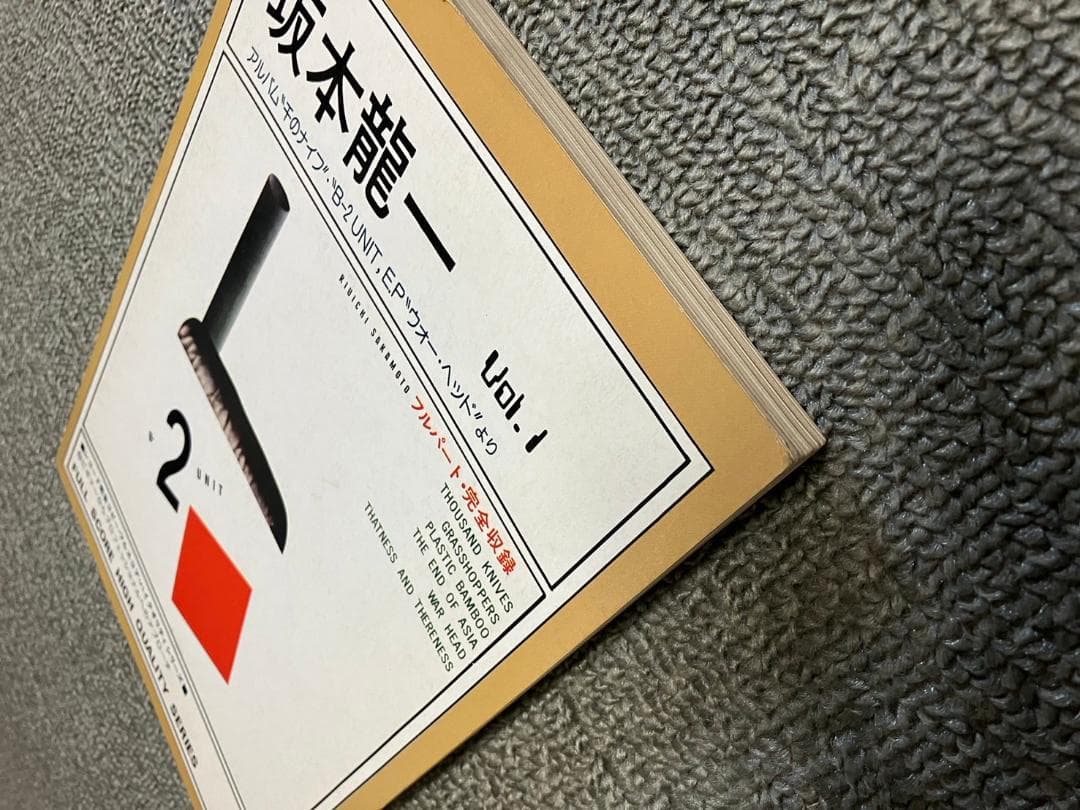 坂本龍一
Vol. 1
アルバム"千のナイフ"・"B-2 UNIT, E.P"ウォー・ヘッド"より
RIUICHI SAKAMOTO
フルパート・完全収録
THOUSAND KNIVES
GRASSHOPPERS
PLASTIC BAMBOO
THE END OF ASIA
WAR HEAD
THATNESS AND THERENESS
2
UNIT
FULL SCORE HIGH QUALITY SERIES